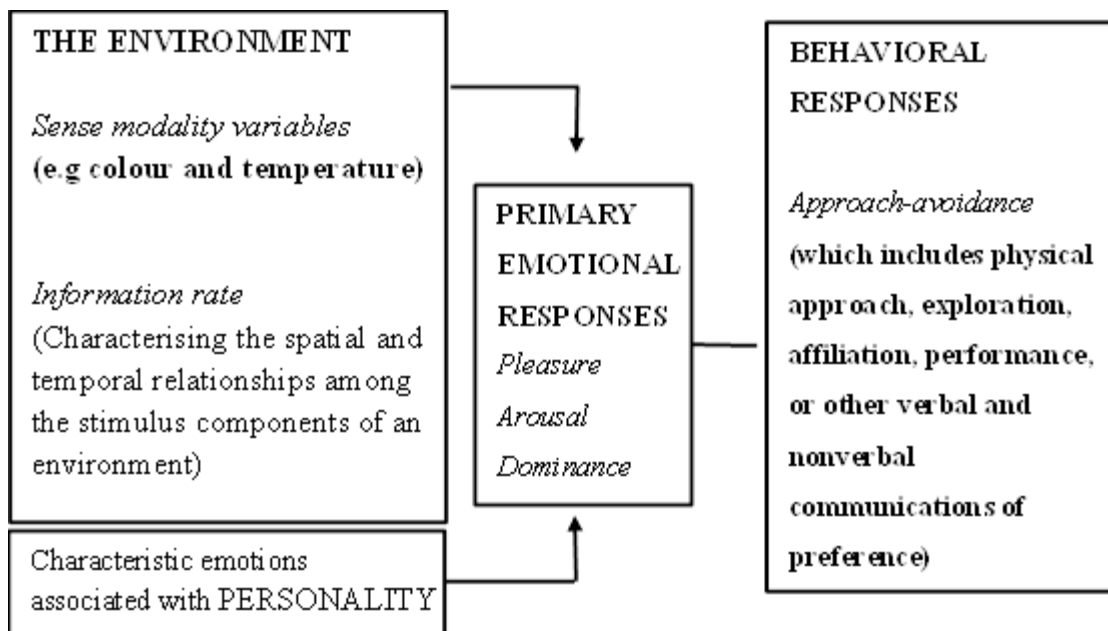 THE ENVIRONMENT
Sense modality variables
(e.g colour and temperature)
Information rate
(Characterising the spatial and
temporal relationships among
the stimulus components of an
environment)
Characteristic emotions
associated with PERSONALITY
PRIMARY
EMOTIONAL
RESPONSES
Pleasure
Arousal
Dominance
BEHAVIORAL
RESPONSES
Approach-avoidance
(which includes physical
approach, exploration,
affiliation, performance,
or other verbal and
nonverbal
communications of
preference)